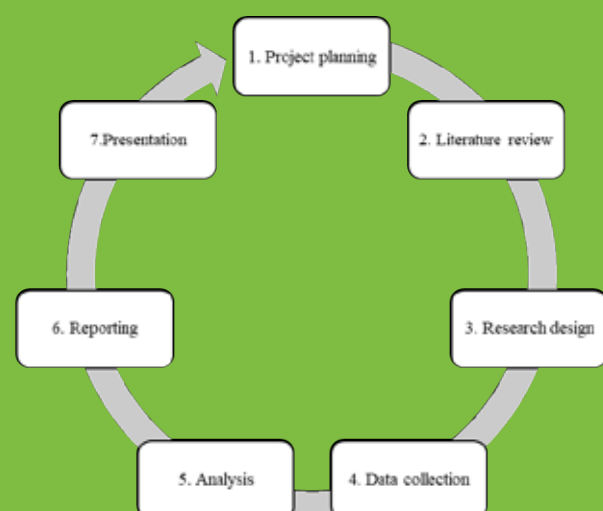 1. Project planning
2. Literature review
3. Research design
4. Data collection
5. Analysis
6. Reporting
7.Presentation